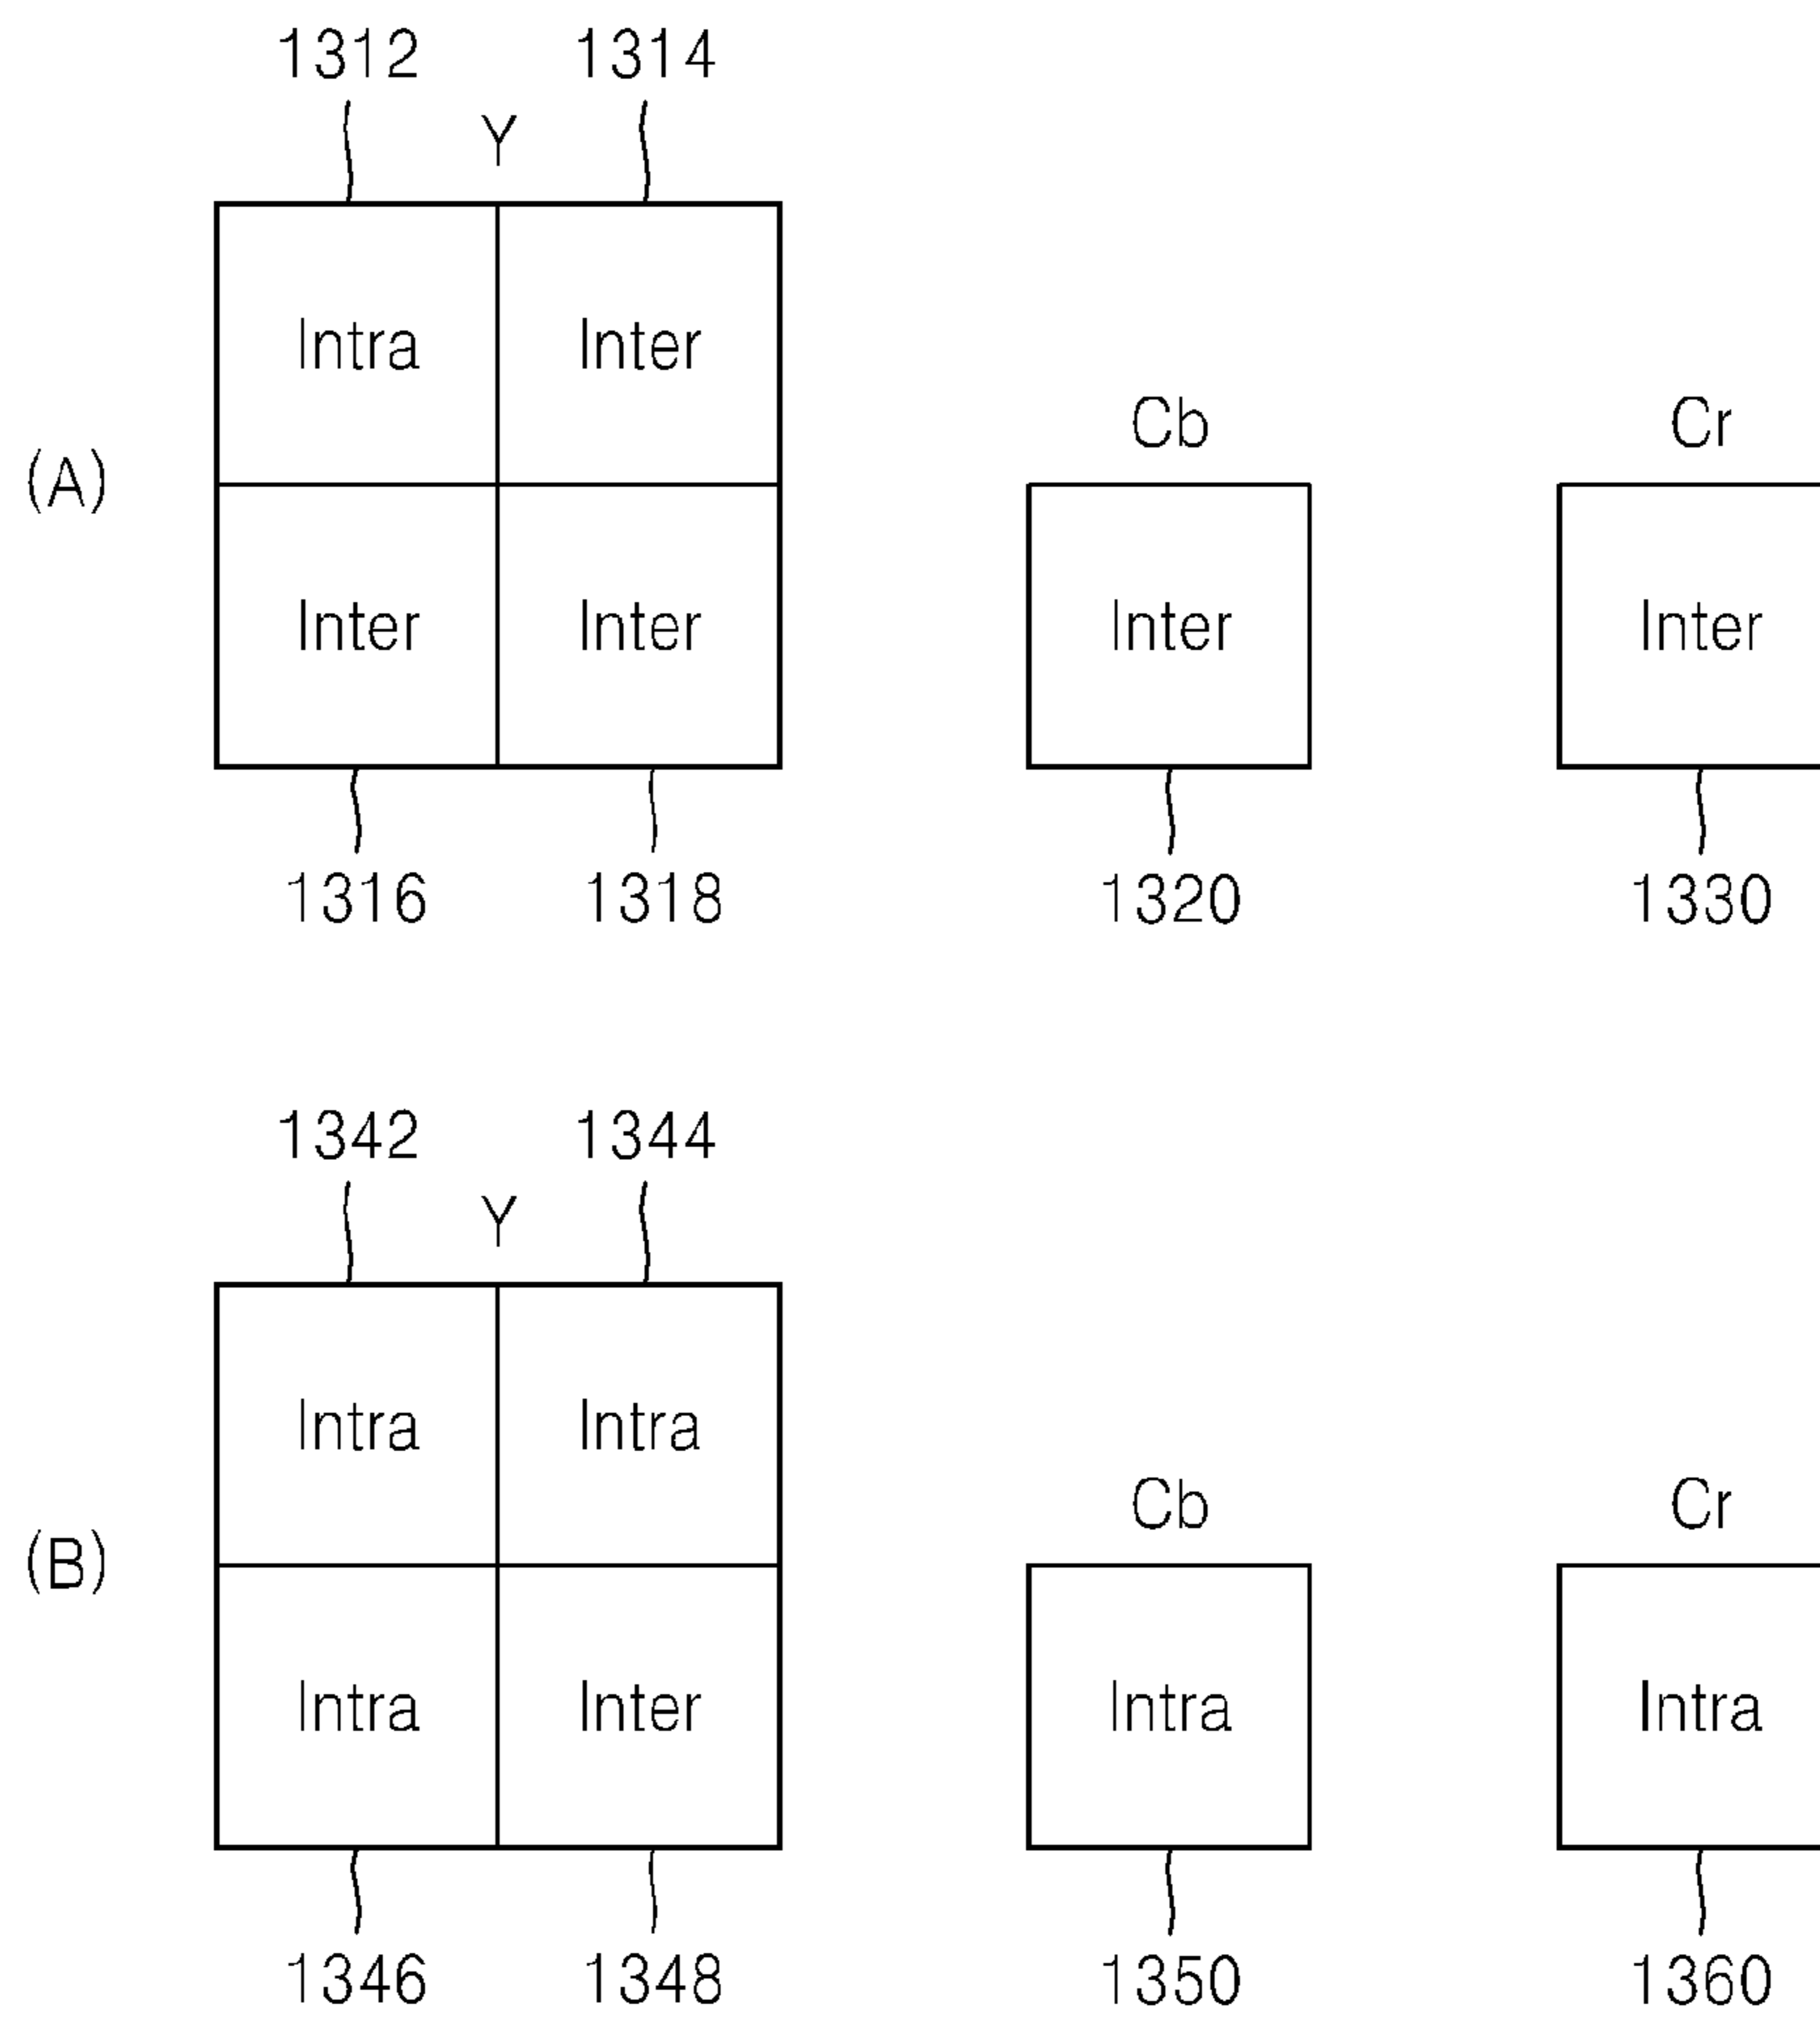 1312 1314
Y
Intra Inter
Cb Cr
(A)
Inter Inter Inter Inter
1316 1318 1320 1330
1342 1344
Y
Intra Intra
Cb Cr
(B)
Intra Inter Intra Intra
1346 1348 1350 1360